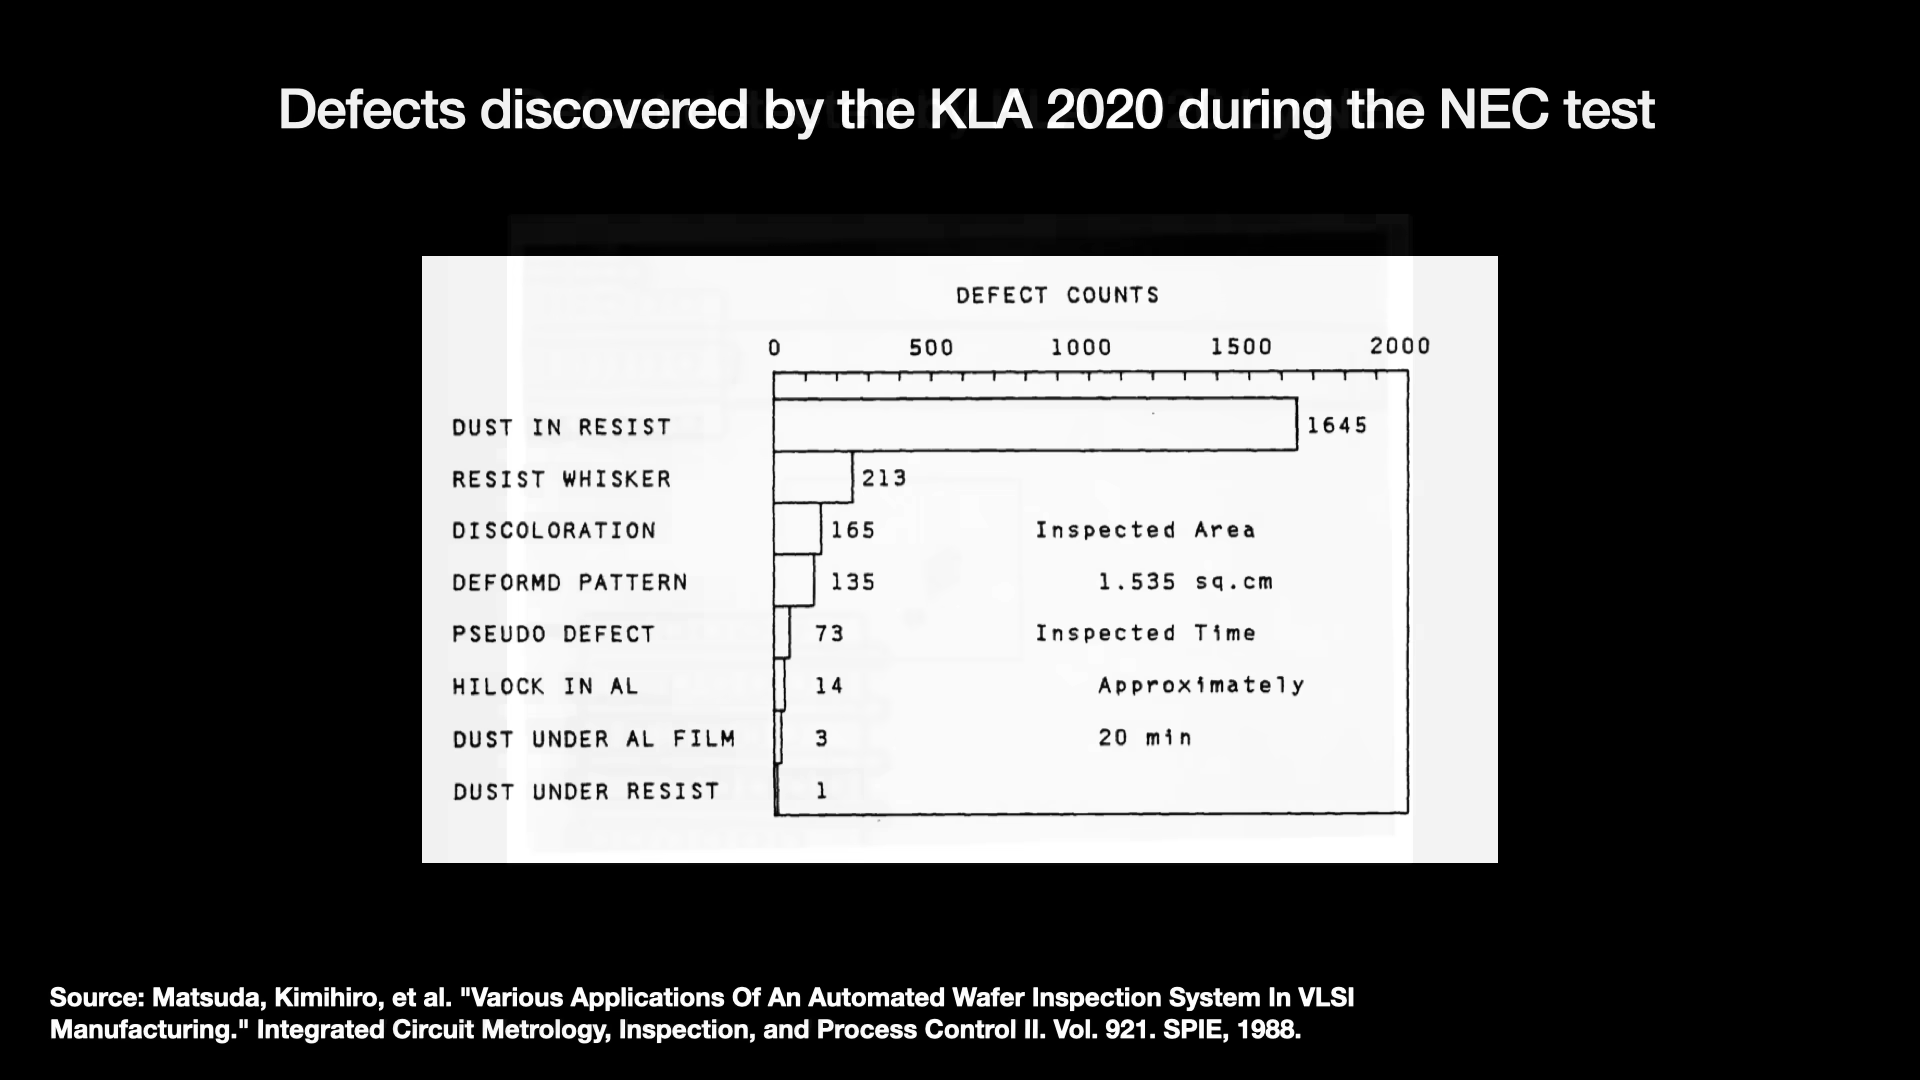 Defects discovered by the KLA 2020 during the NEC test
DEFECT COUNTS
0 500 1000 1500 2000
DUST IN RESIST 1645
RESIST WHISKER 213
DISCOLORATION 165 Inspected Area
DEFORMD PATTERN 135 1.535 sq.cm
PSEUDO DEFECT 73 Inspected Time
HILOCK IN AL 14 Approximately
DUST UNDER AL FILM 3 20 min
DUST UNDER RESIST 1
Source: Matsuda, Kimihiro, et al. "Various Applications Of An Automated Wafer Inspection System In VLSI
Manufacturing." Integrated Circuit Metrology, Inspection, and Process Control II. Vol. 921. SPIE, 1988.